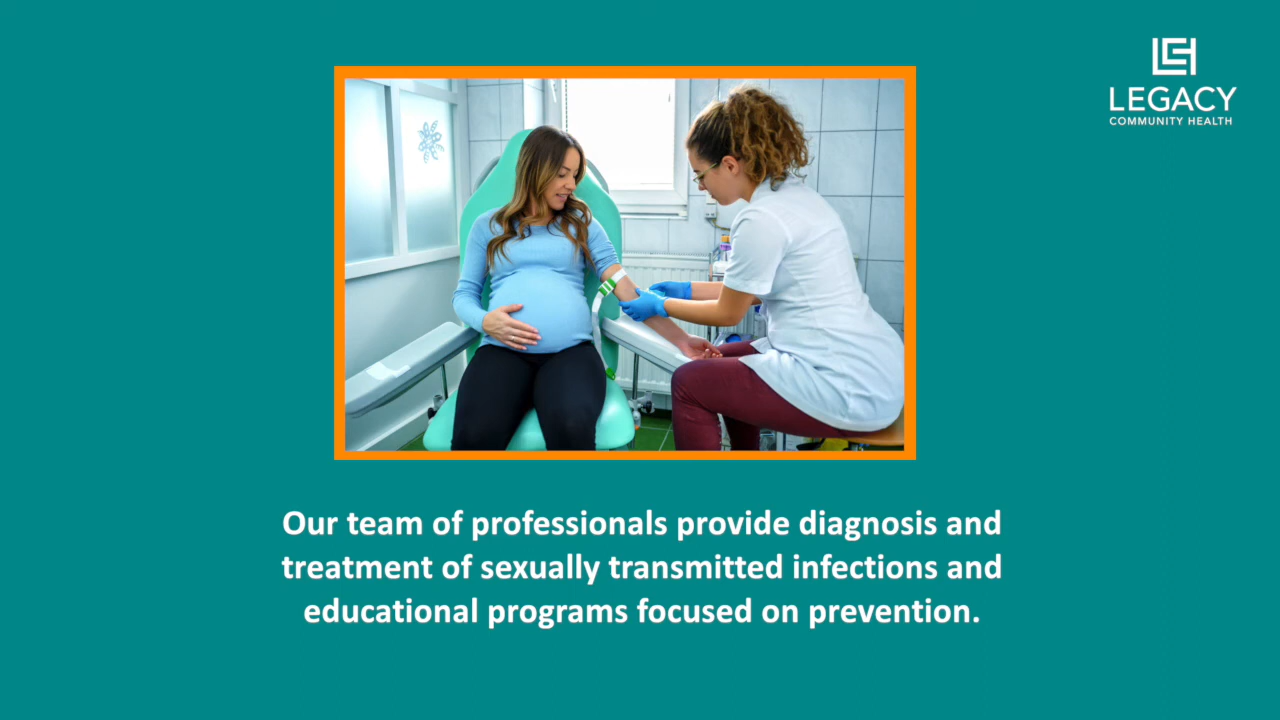 LEGACY
COMMUNITY HEALTH
Our team of professionals provide diagnosis and
treatment of sexually transmitted infections and
educational programs focused on prevention.